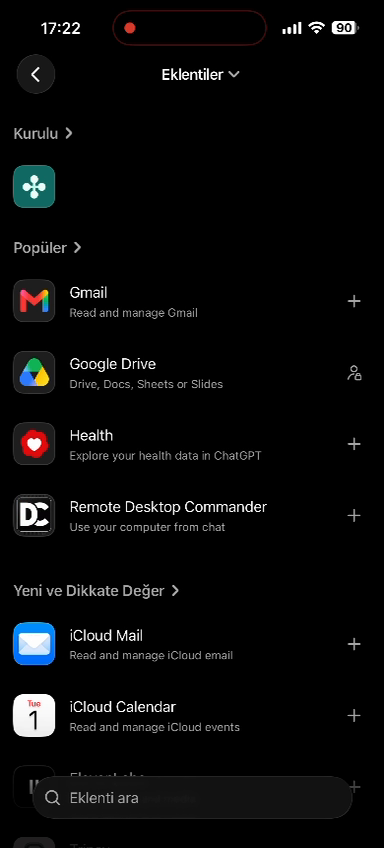 17:22
90
Eklentiler
Kurulu
Popüler
Gmail
Read and manage Gmail
Google Drive
Drive, Docs, Sheets or Slides
Health
Explore your health data in ChatGPT
DC
Remote Desktop Commander
Use your computer from chat
Yeni ve Dikkate Değer
iCloud Mail
Read and manage iCloud email
Tue
1
iCloud Calendar
Read and manage iCloud events
Eklenti ara